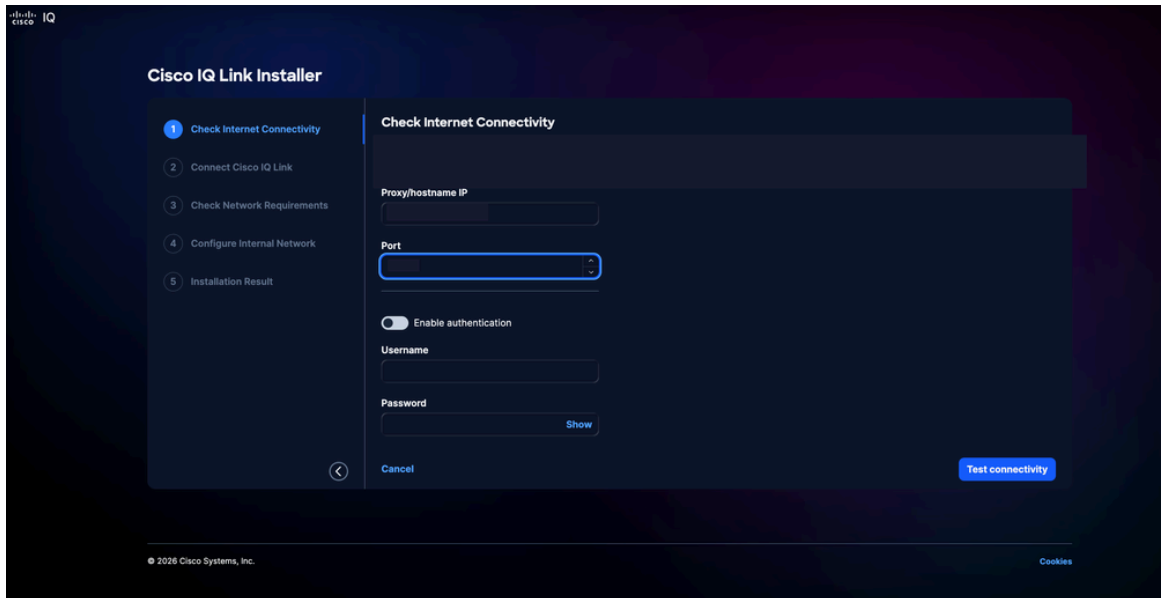 cisco IQ
Cisco IQ Link Installer
1 Check Internet Connectivity
2 Connect Cisco IQ Link
3 Check Network Requirements
4 Configure Internal Network
5 Installation Result
Check Internet Connectivity
Proxy/hostname IP
Port
Enable authentication
Username
Password
Show
Cancel
Test connectivity
© 2026 Cisco Systems, Inc.
Cookies